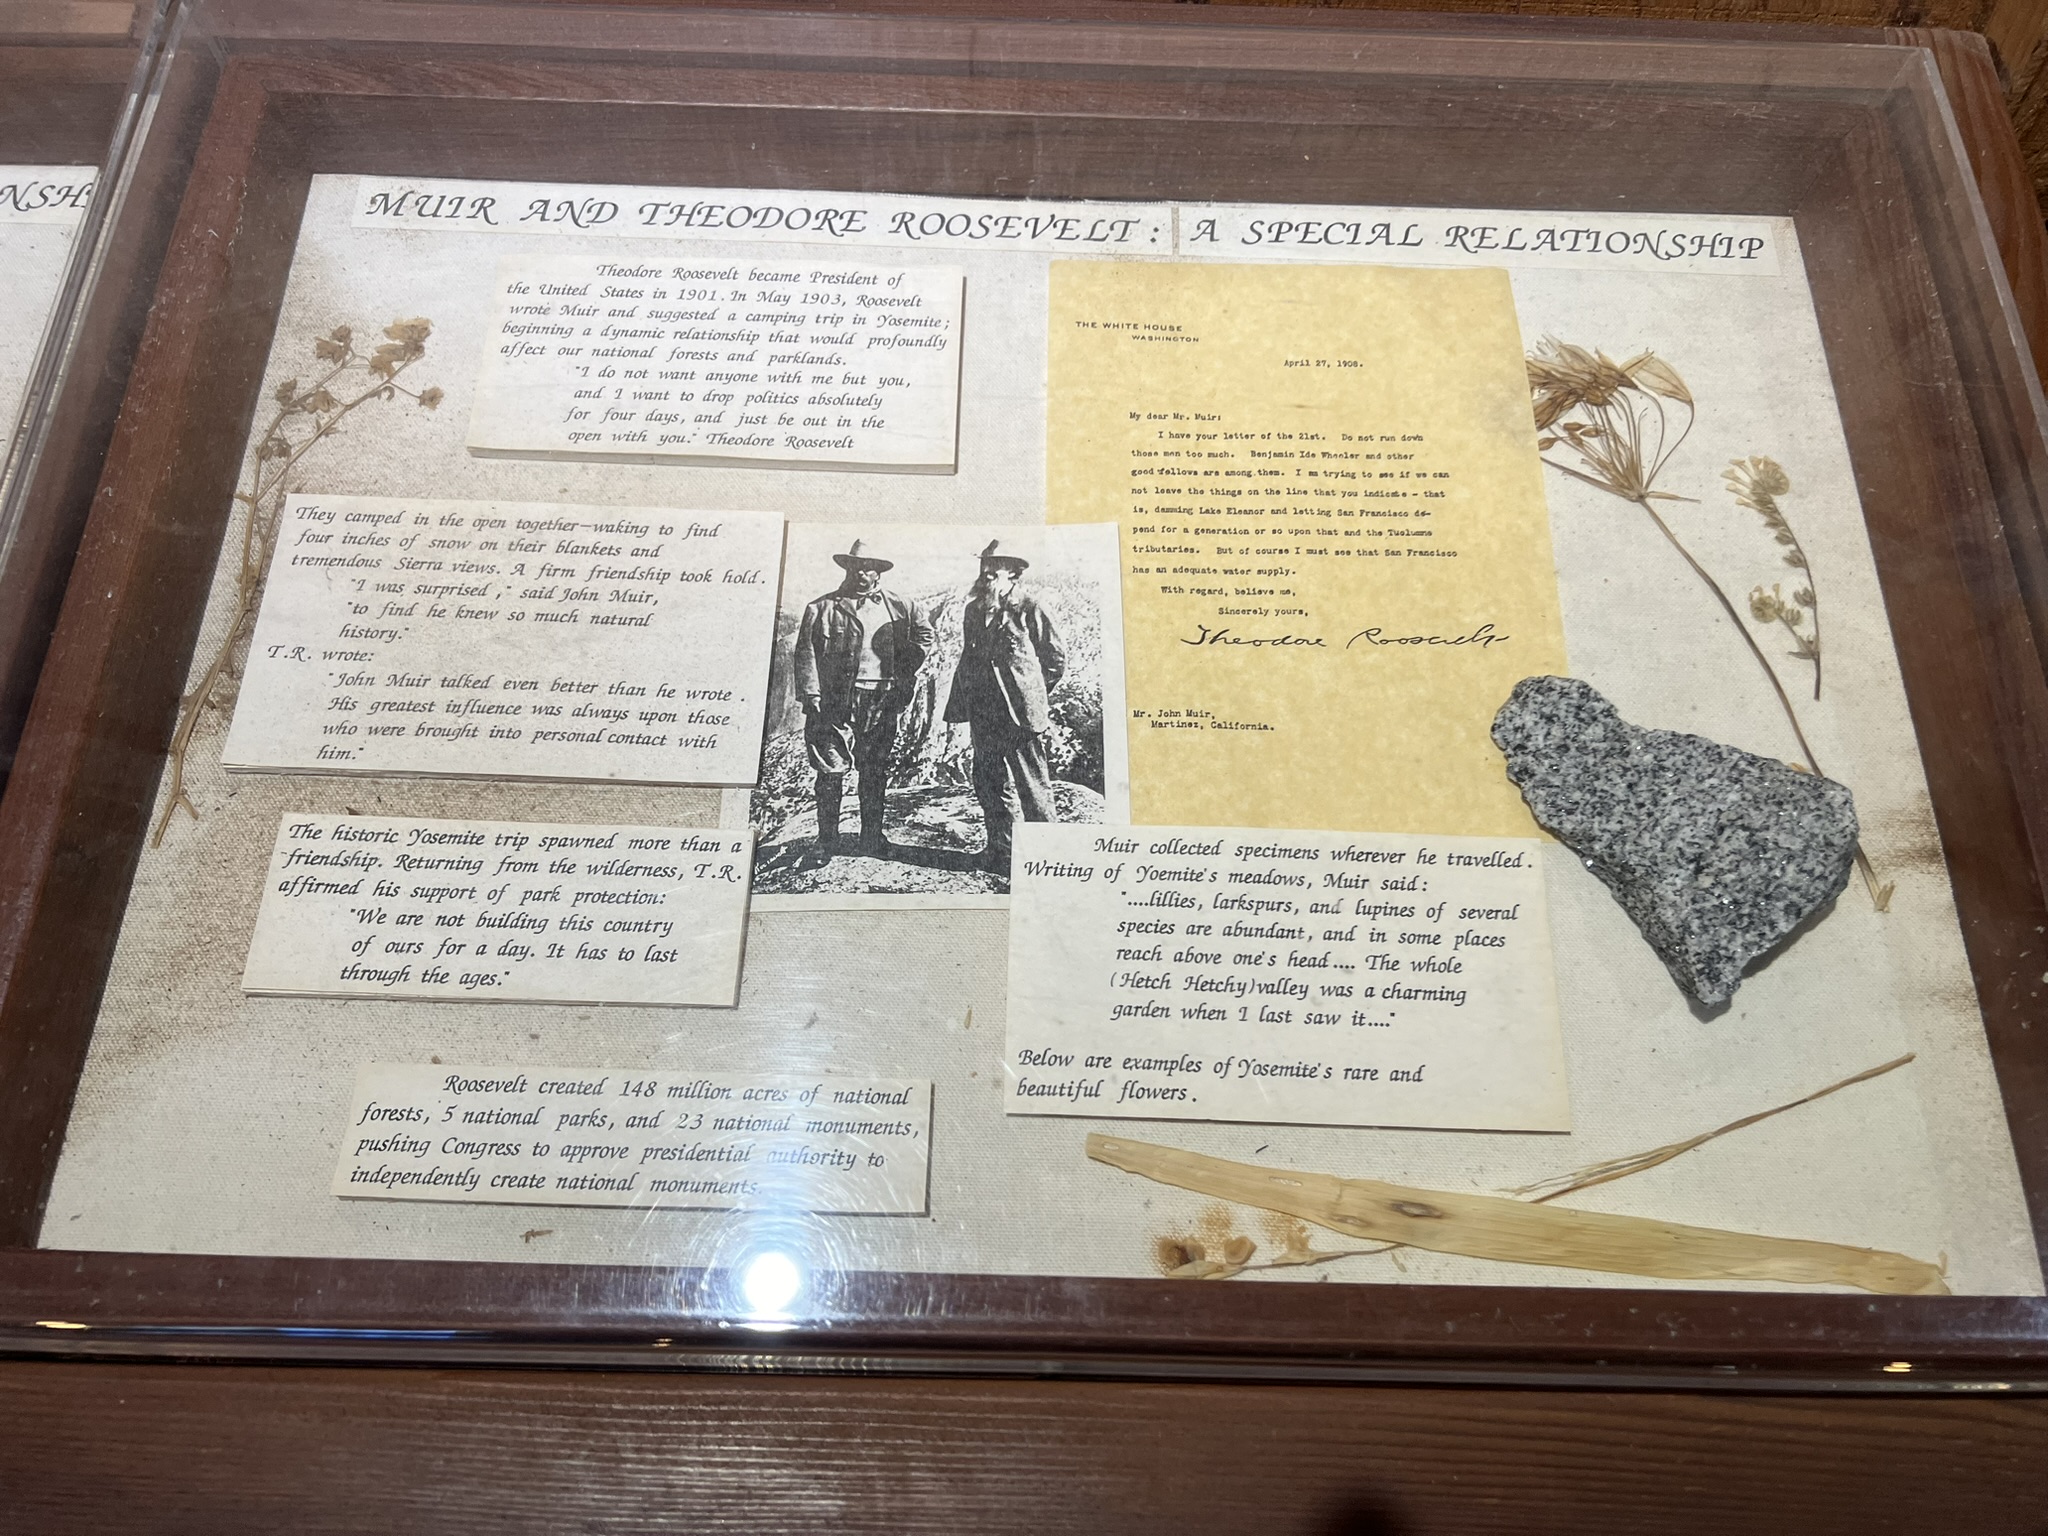 NSH
MUIR AND THEODORE ROOSEVELT: A SPECIAL RELATIONSHIP
Theodore Roosevelt became President of
the United States in 1901. In May 1903, Roosevelt
wrote Muir and suggested a camping trip in Yosemite;
beginning a dynamic relationship that would profoundly
affect our national forests and parklands.
"I do not want anyone with me but you,
and I want to drop politics absolutely
for four days, and just be out in the
open with you." Theodore Roosevelt
They camped in the open together—waking to find
four inches of snow on their blankets and
tremendous Sierra views. A firm friendship took hold.
"I was surprised," said John Muir,
"to find he knew so much natural
history."
T.R. wrote:
"John Muir talked even better than he wrote.
His greatest influence was always upon those
who were brought into personal contact with
him."
The historic Yosemite trip spawned more than a
friendship. Returning from the wilderness, T.R.
affirmed his support of park protection:
"We are not building this country
of ours for a day. It has to last
through the ages."
Roosevelt created 148 million acres of national
forests, 5 national parks, and 23 national monuments,
pushing Congress to approve presidential authority to
independently create national monuments.
THE WHITE HOUSE
WASHINGTON
April 27, 1908.
My dear Mr. Muir:
I have your letter of the 21st. Do not run down
those men too much. Benjamin Ide Wheeler and other
good fellows are among them. I am trying to see if we can
not leave the things on the line that you indicate - that
is, damming Lake Eleanor and letting San Francisco de-
pend for a generation or so upon that and the Tuolumne
tributaries. But of course I must see that San Francisco
has an adequate water supply.
With regard, believe me,
Sincerely yours,
Theodore Roosevelt
Mr. John Muir,
Martinez, California.
Muir collected specimens wherever he travelled.
Writing of Yoemite's meadows, Muir said:
"....lillies, larkspurs, and lupines of several
species are abundant, and in some places
reach above one's head.... The whole
(Hetch Hetchy) valley was a charming
garden when I last saw it...."
Below are examples of Yosemite's rare and
beautiful flowers.